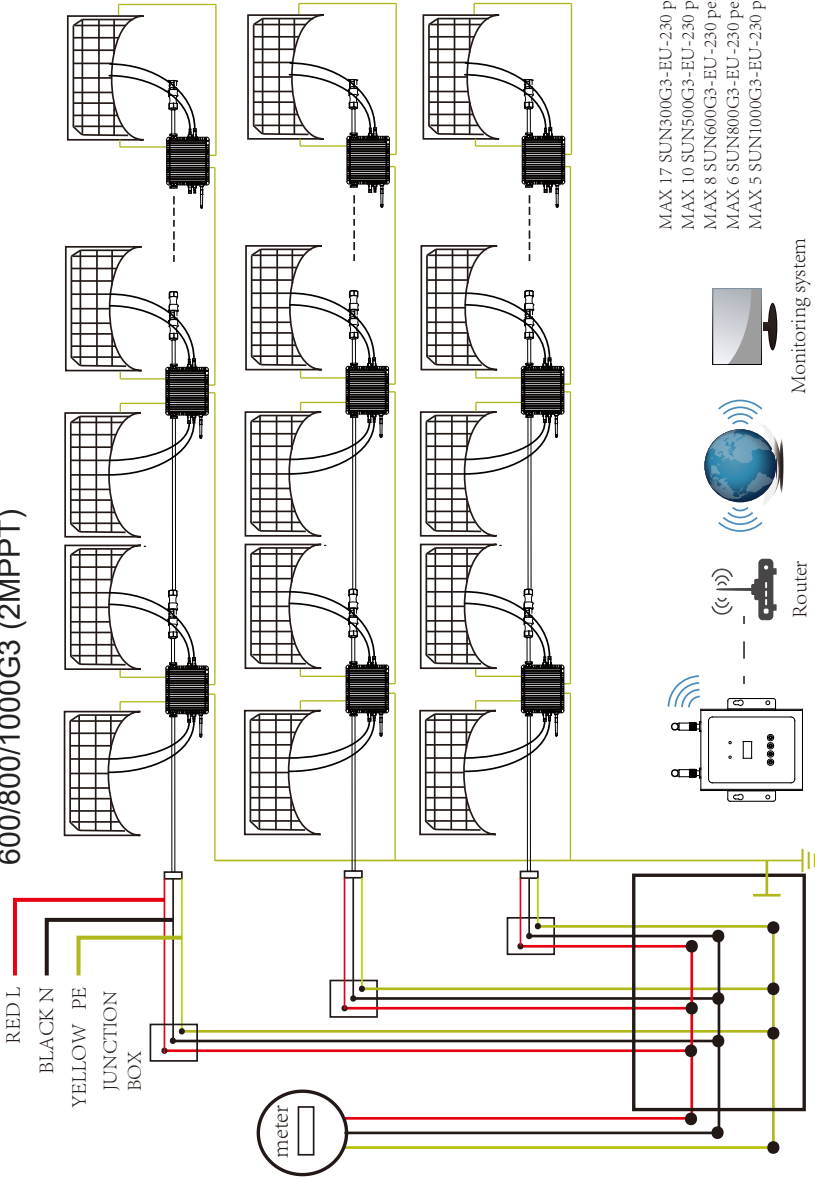 600/800/1000G3 (2MPPT)
RED L
BLACK N
YELLOW PE
JUNCTION
BOX
meter
Router
Monitoring system
MAX 17 SUN300G3-EU-230 p
MAX 10 SUN500G3-EU-230 p
MAX 8 SUN600G3-EU-230 pe
MAX 6 SUN800G3-EU-230 pe
MAX 5 SUN1000G3-EU-230 p